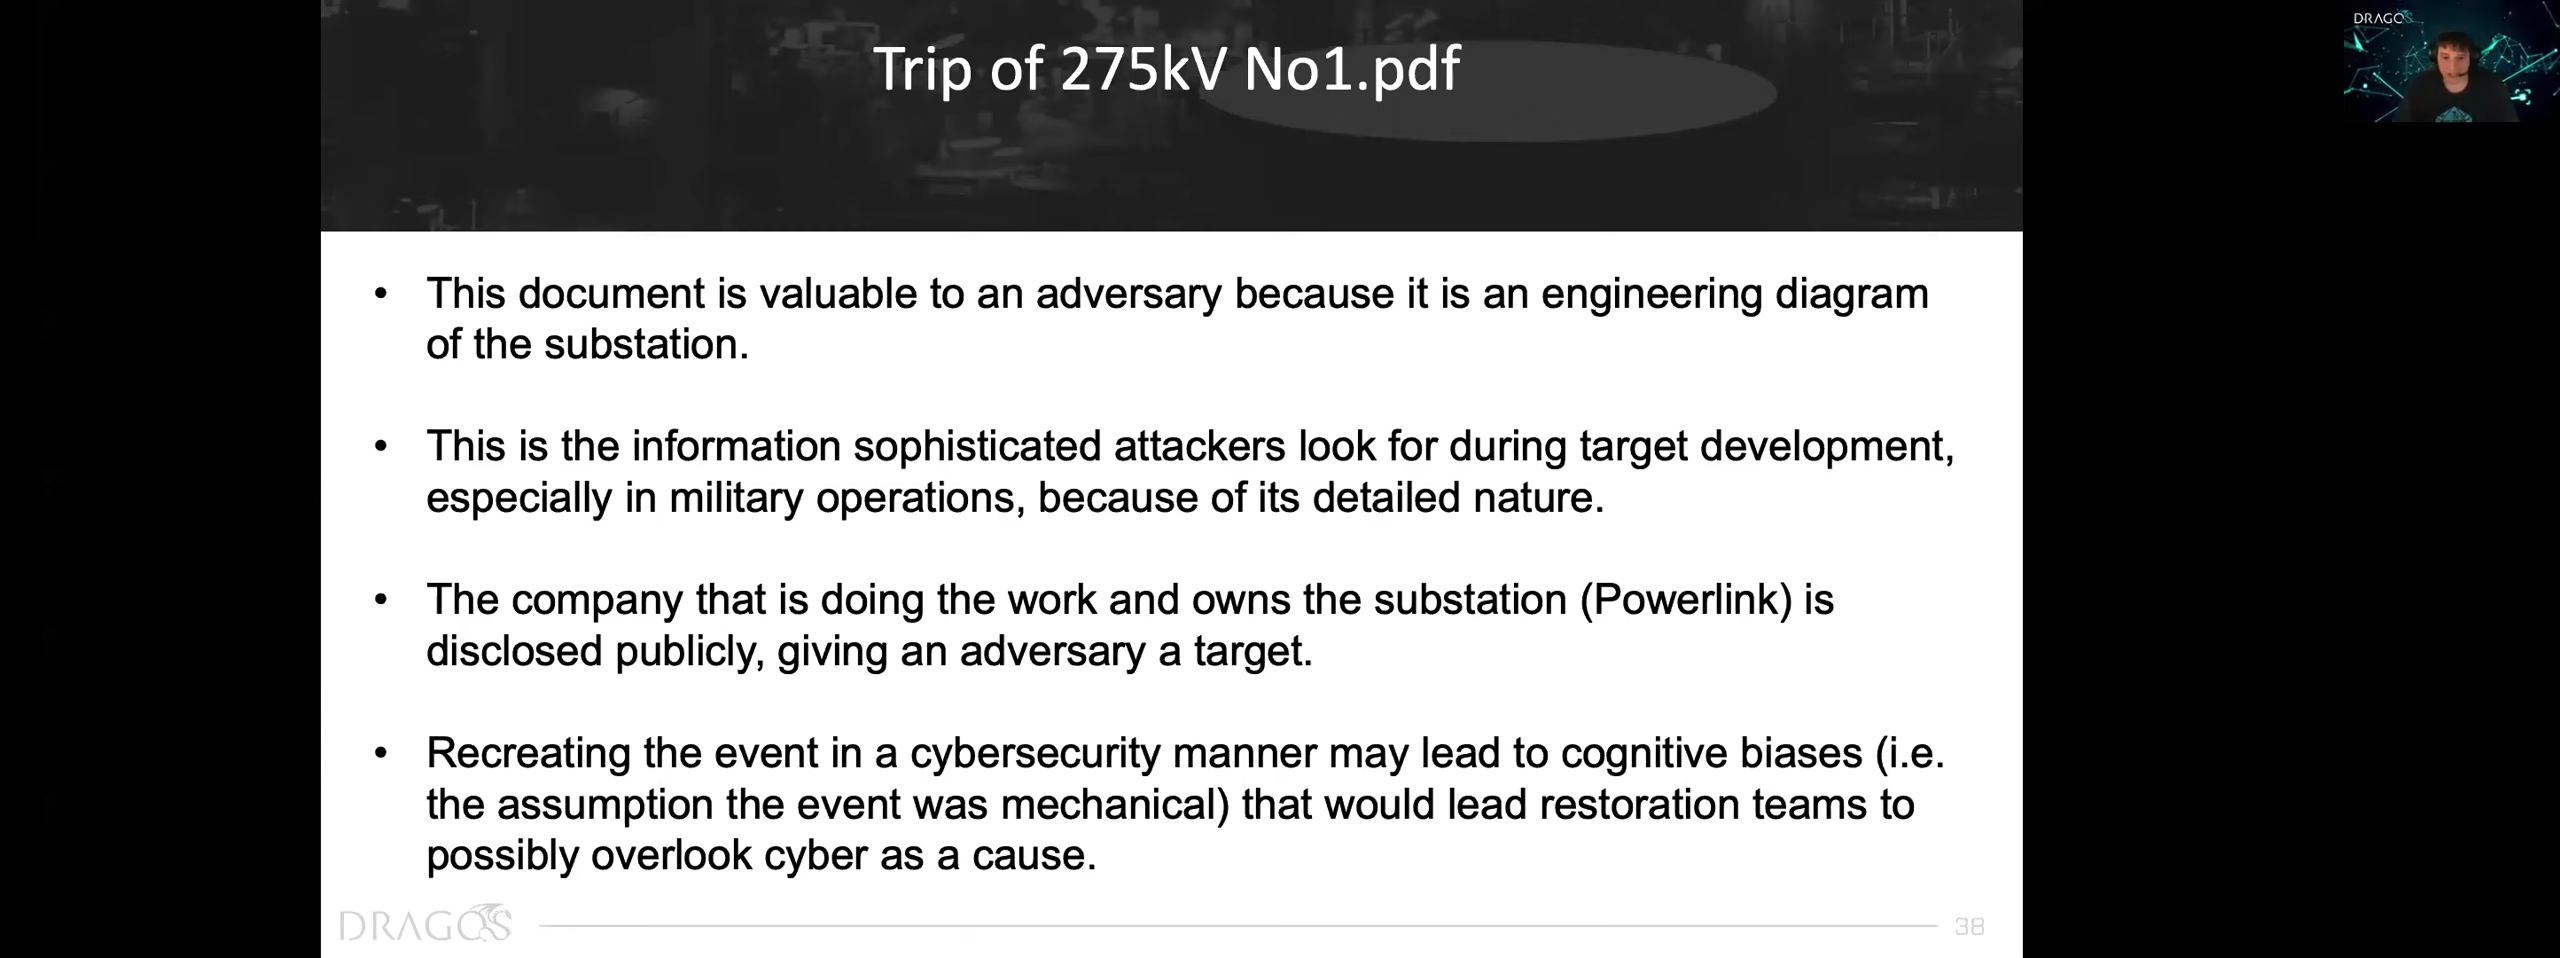 Trip of 275kV No1.pdf
DRAGOS
• This document is valuable to an adversary because it is an engineering diagram
of the substation.
• This is the information sophisticated attackers look for during target development,
especially in military operations, because of its detailed nature.
• The company that is doing the work and owns the substation (Powerlink) is
disclosed publicly, giving an adversary a target.
• Recreating the event in a cybersecurity manner may lead to cognitive biases (i.e.
the assumption the event was mechanical) that would lead restoration teams to
possibly overlook cyber as a cause.
DRAGOS
38